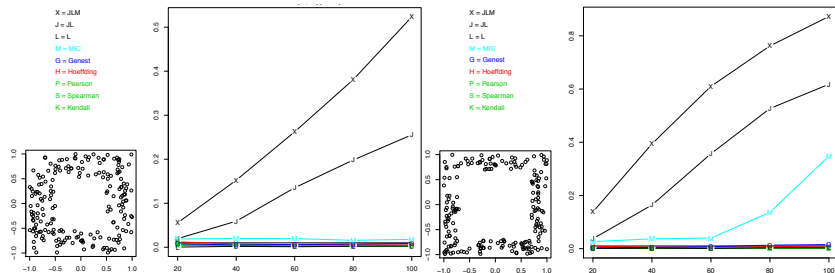 X = JLM
J = JL
L = L
M = MIC
G = Genest
H = Hoeffding
P = Pearson
S = Spearman
K = Kendall
1.0
0.5
0.0
−0.5
−1.0
−1.0 −0.5 0.0 0.5 1.0
0.5
0.4
0.3
0.2
0.1
0.0
20 40 60 80 100
X X X X X
J J J J
M M M M M
X = JLM
J = JL
L = L
M = MIC
G = Genest
H = Hoeffding
P = Pearson
S = Spearman
K = Kendall
1.0
0.5
0.0
−0.5
−1.0
−1.0 −0.5 0.0 0.5 1.0
0.8
0.6
0.4
0.2
0.0
20 40 60 80 100
X X X X X
J J J J J
M M M M M